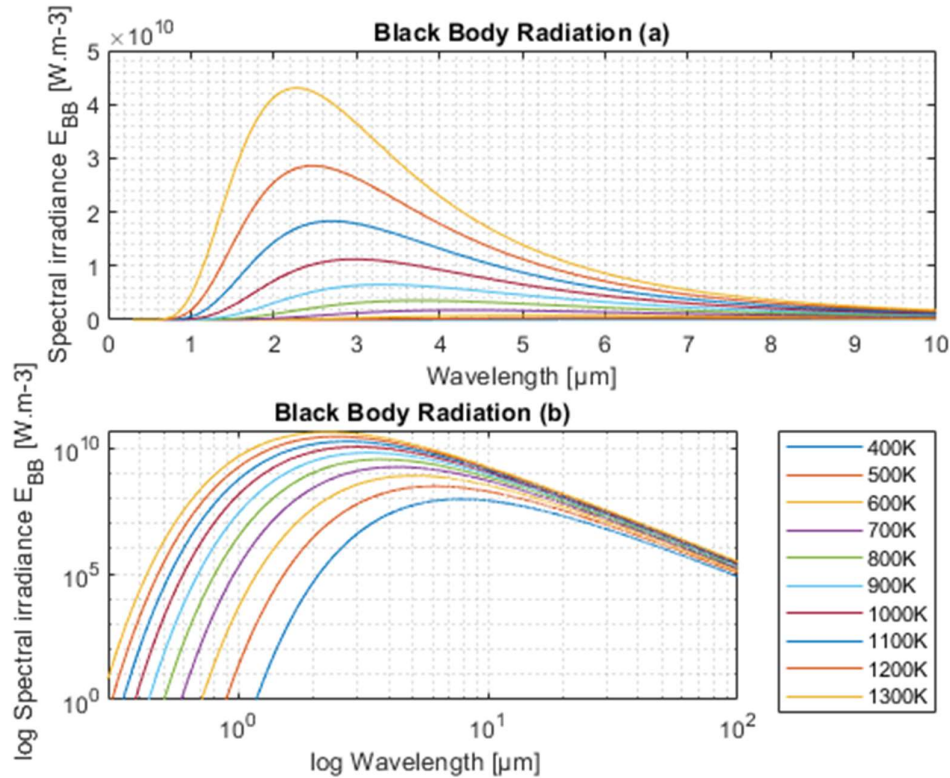 Black Body Radiation (a)
×10^10
Spectral irradiance E_BB [W.m-3]
5
4
3
2
1
0
0 1 2 3 4 5 6 7 8 9 10
Wavelength [µm]
Black Body Radiation (b)
log Spectral irradiance E_BB [W.m-3]
10^10
10^5
10^0
10^0 10^1 10^2
log Wavelength [µm]
400K
500K
600K
700K
800K
900K
1000K
1100K
1200K
1300K